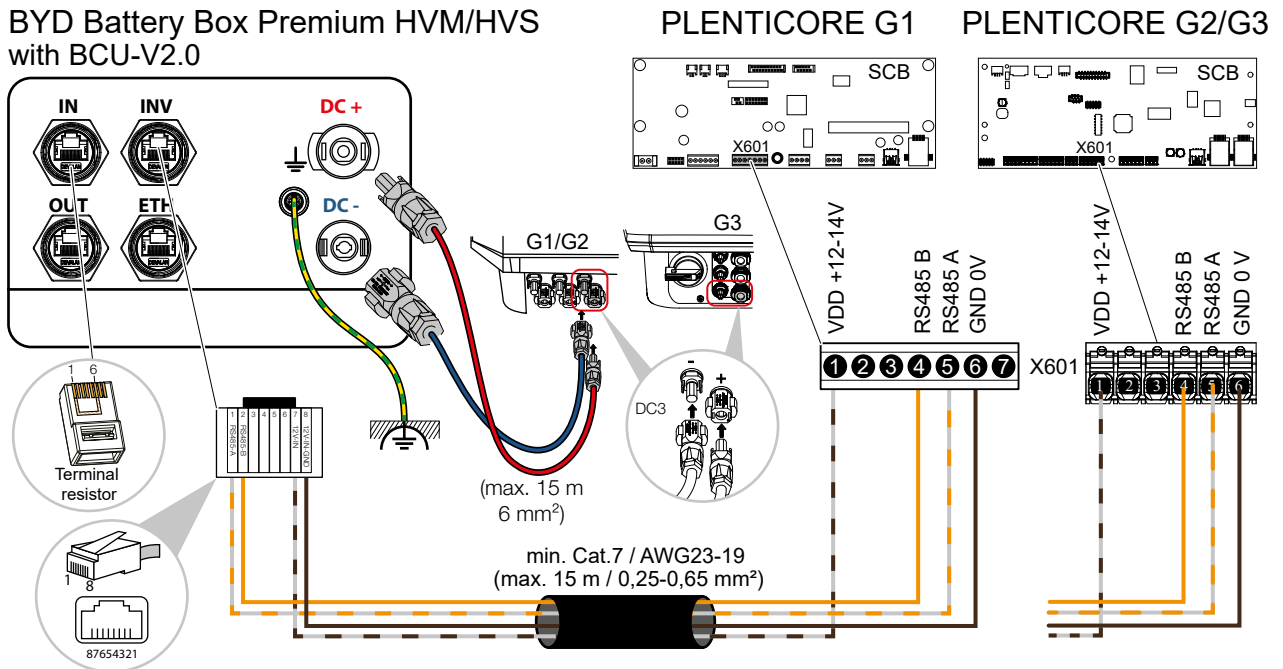 BYD Battery Box Premium HVM/HVS
with BCU-V2.0
PLENTICORE G1
PLENTICORE G2/G3
IN
INV
DC +
OUT
ETH
DC -
SCB
X601
SCB
X601
G1/G2
G3
VDD +12-14V
RS485 B
RS485 A
GND 0V
VDD +12-14V
RS485 B
RS485 A
GND 0 V
1 2 3 4 5 6 7
X601
1 2 3 4 5 6
1 6
Terminal
resistor
1 2 3 4 5 6 7 8
RS485-A
RS485-B
12V-IN
12V-IN-GND
DC3
- +
(max. 15 m
6 mm²)
min. Cat.7 / AWG23-19
(max. 15 m / 0,25-0,65 mm²)
1 8
87654321